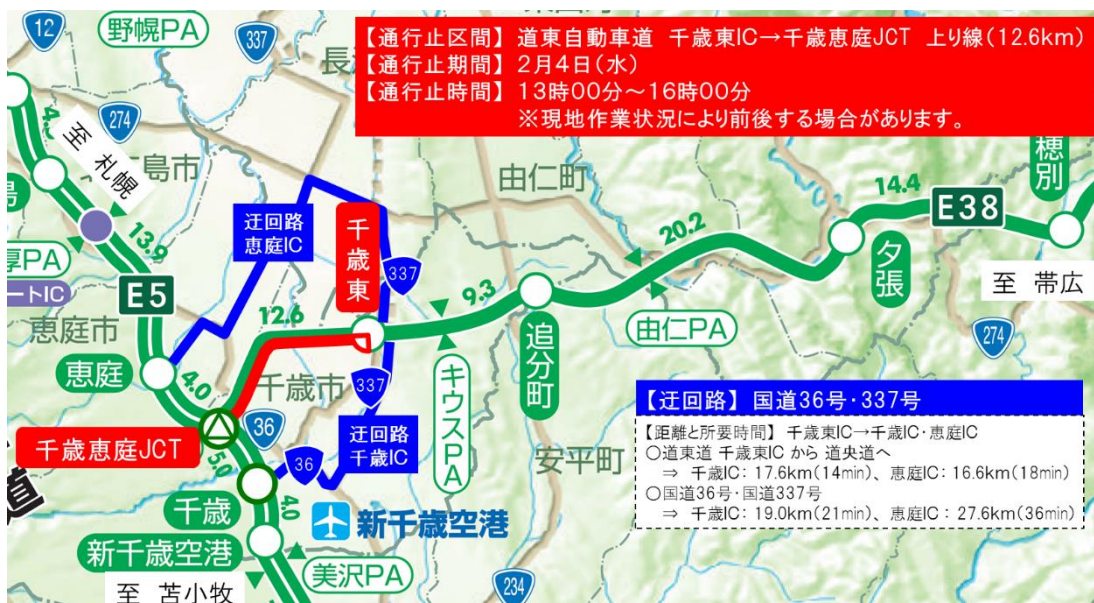 12
野幌PA
337
【通行止区間】 道東自動車道 千歳東IC→千歳恵庭JCT 上り線(12.6km)
【通行止期間】 2月4日(水)
【通行止時間】 13時00分~16時00分
※現地作業状況により前後する場合があります。
274
至 札幌
島市
由仁町
穂別
14.4
E38
迂回路
恵庭IC
千歳東
337
20.2
夕張
至 帯広
13.9
厚PA
ートIC
E5
恵庭市
12.6
9.3
追分町
由仁PA
274
恵庭
4.0
千歳市
337
キウスPA
【迂回路】 国道36号・337号
【距離と所要時間】 千歳東IC→千歳IC・恵庭IC
○道東道 千歳東IC から 道央道へ
⇒ 千歳IC: 17.6km(14min)、恵庭IC: 16.6km(18min)
○国道36号・国道337号
⇒ 千歳IC: 19.0km(21min)、恵庭IC: 27.6km(36min)
千歳恵庭JCT
36
迂回路
千歳IC
5.0
36
安平町
道
千歳
4.0
新千歳空港
新千歳空港
美沢PA
234
至 苫小牧